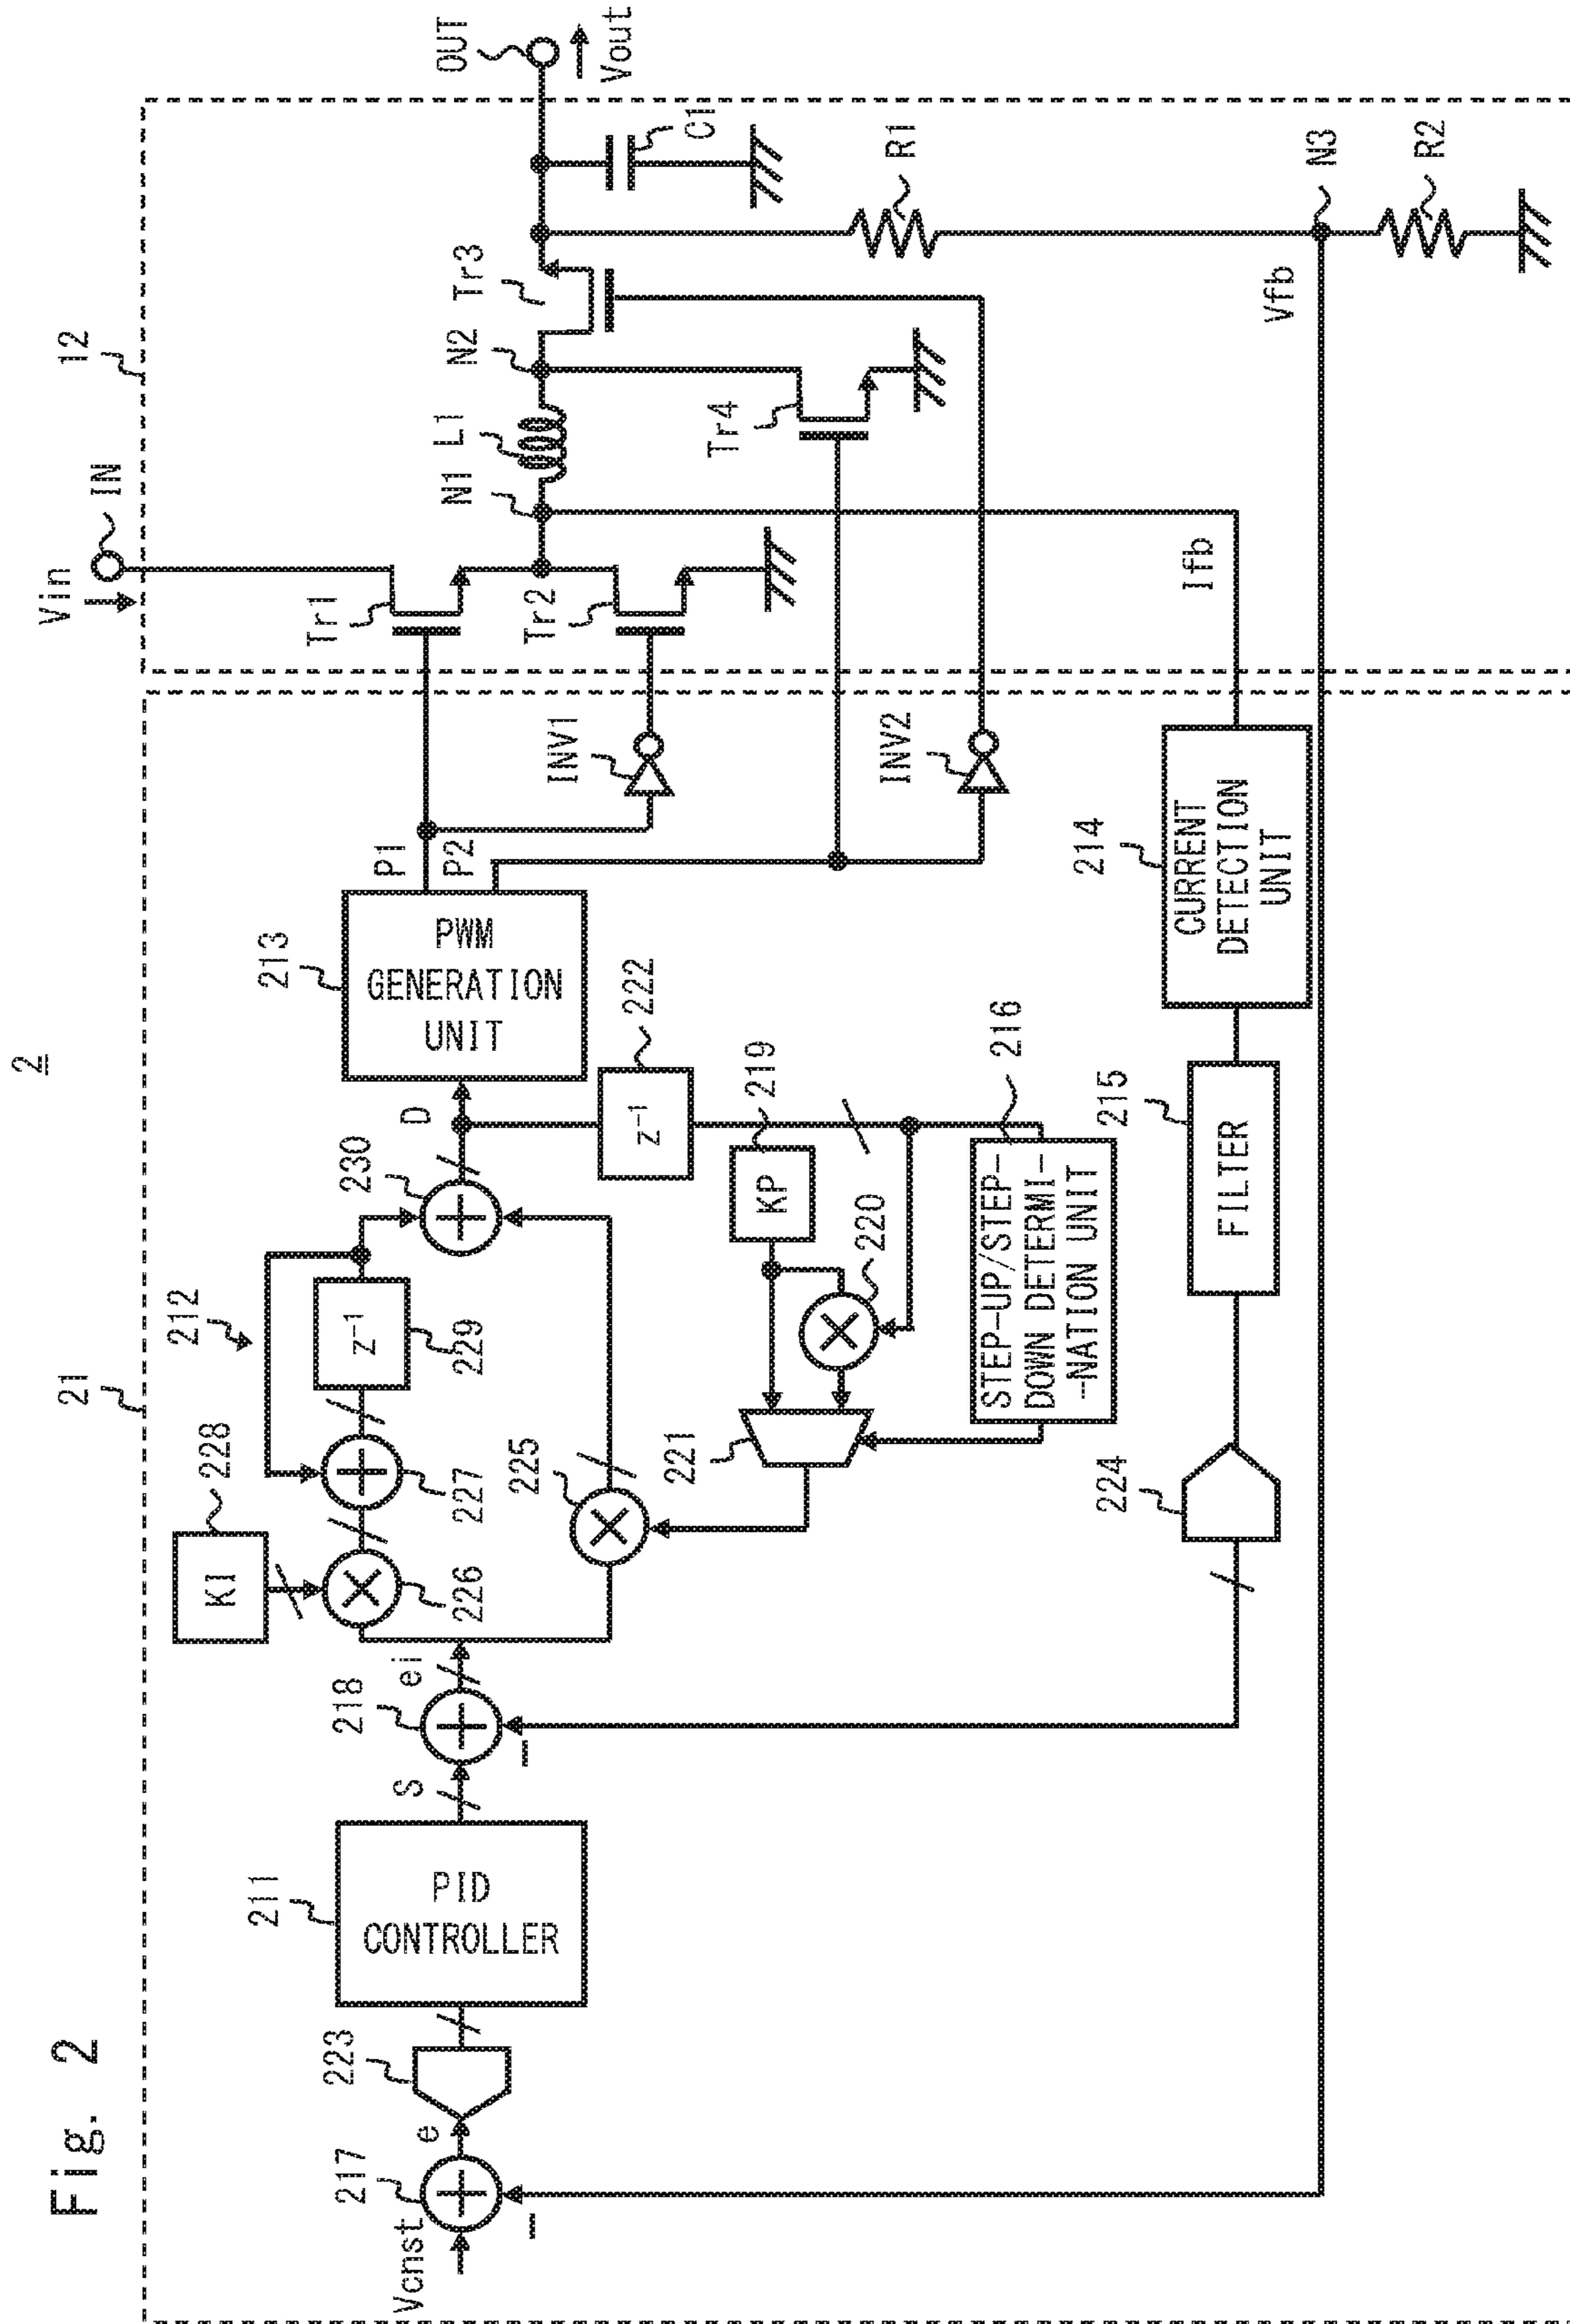 Fig. 2
2
21
12
Vin
IN
OUT
Vout
Vcnst
217
e
223
211
PID
CONTROLLER
S
218
ei
KI
228
226
227
212
z⁻¹
229
230
D
225
221
KP
219
220
z⁻¹
222
STEP-UP/STEP-
DOWN DETERMI-
-NATION UNIT
216
213
PWM
GENERATION
UNIT
P1
P2
INV1
INV2
224
FILTER
215
CURRENT
DETECTION
UNIT
214
Ifb
Vfb
Tr1
Tr2
N1
L1
N2
Tr3
Tr4
C1
R1
N3
R2